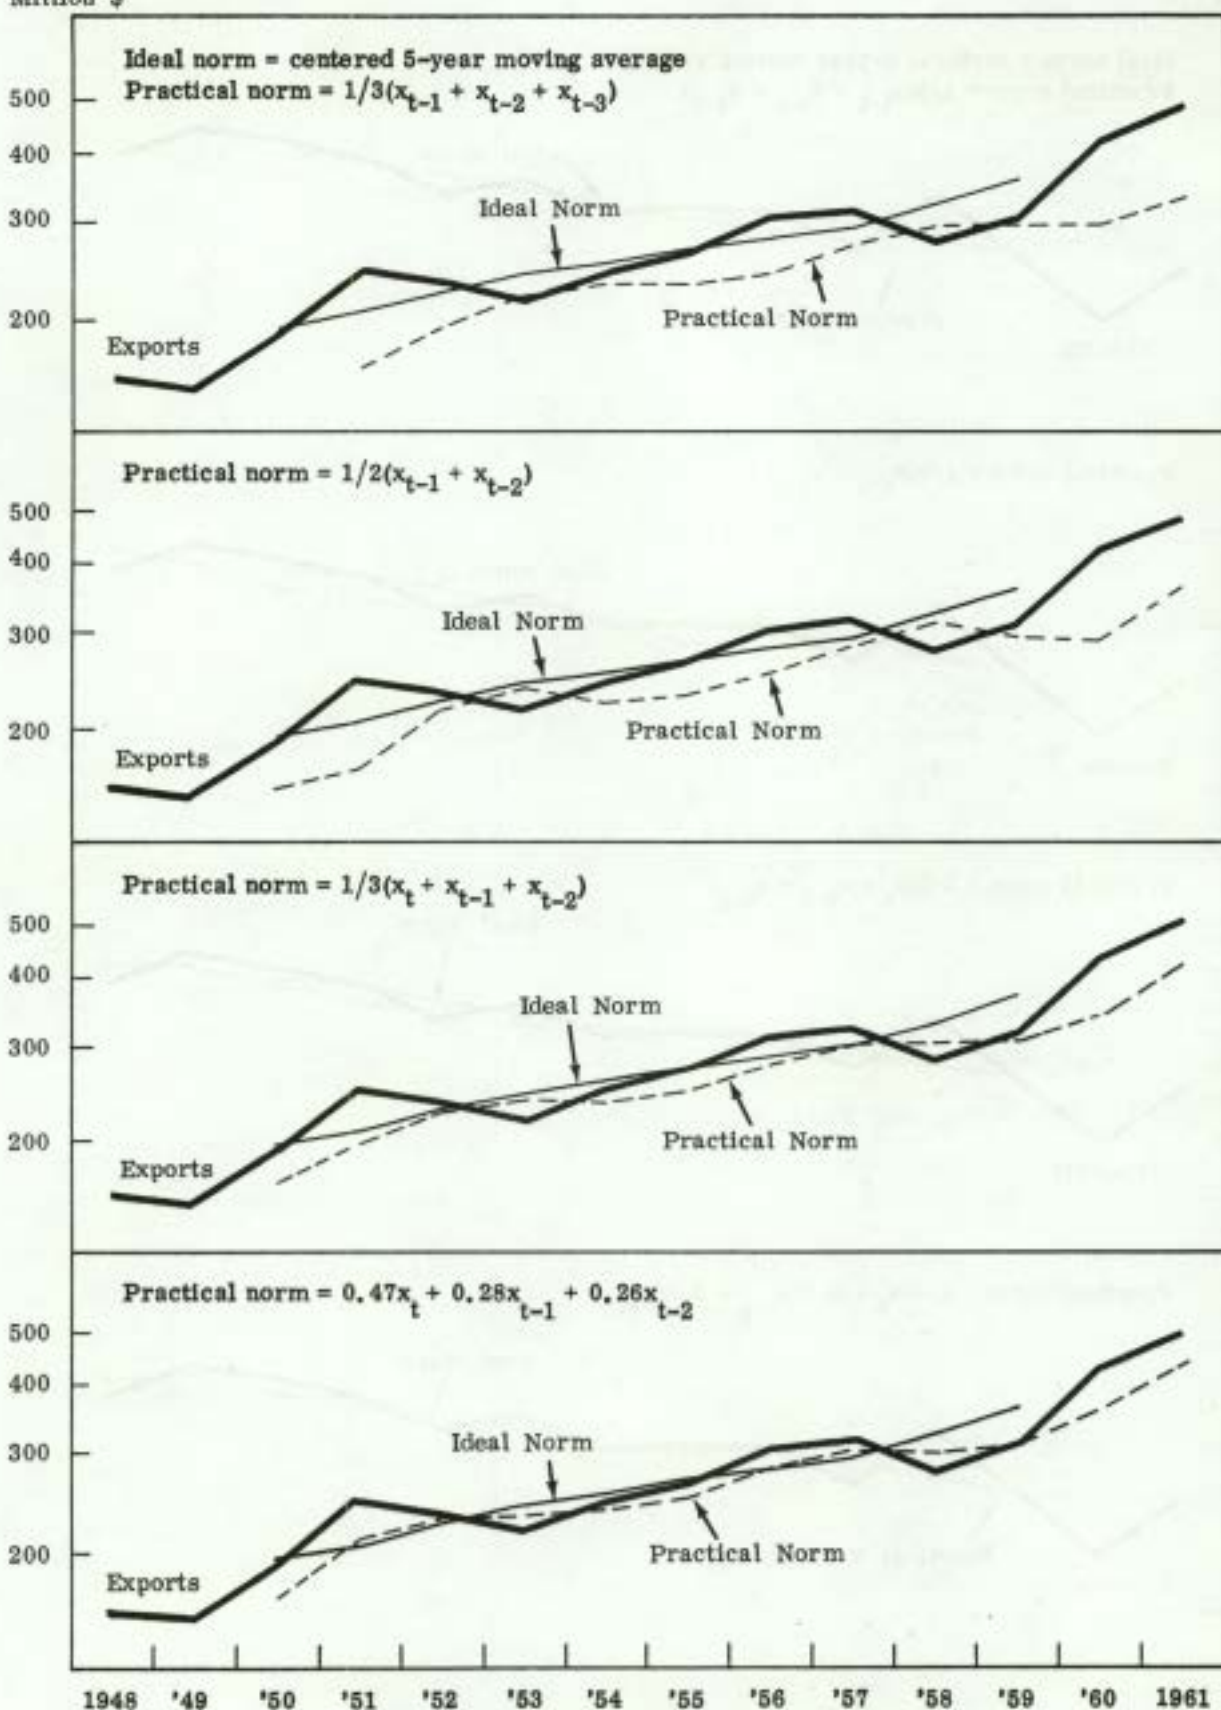 Million $
Ideal norm = centered 5-year moving average
Practical norm = 1/3(x_{t-1} + x_{t-2} + x_{t-3})
500
400
300
200
Ideal Norm
Practical Norm
Exports
Practical norm = 1/2(x_{t-1} + x_{t-2})
500
400
300
200
Ideal Norm
Practical Norm
Exports
Practical norm = 1/3(x_t + x_{t-1} + x_{t-2})
500
400
300
200
Ideal Norm
Practical Norm
Exports
Practical norm = 0.47x_t + 0.28x_{t-1} + 0.26x_{t-2}
500
400
300
200
Ideal Norm
Practical Norm
Exports
1948 '49 '50 '51 '52 '53 '54 '55 '56 '57 '58 '59 '60 1961